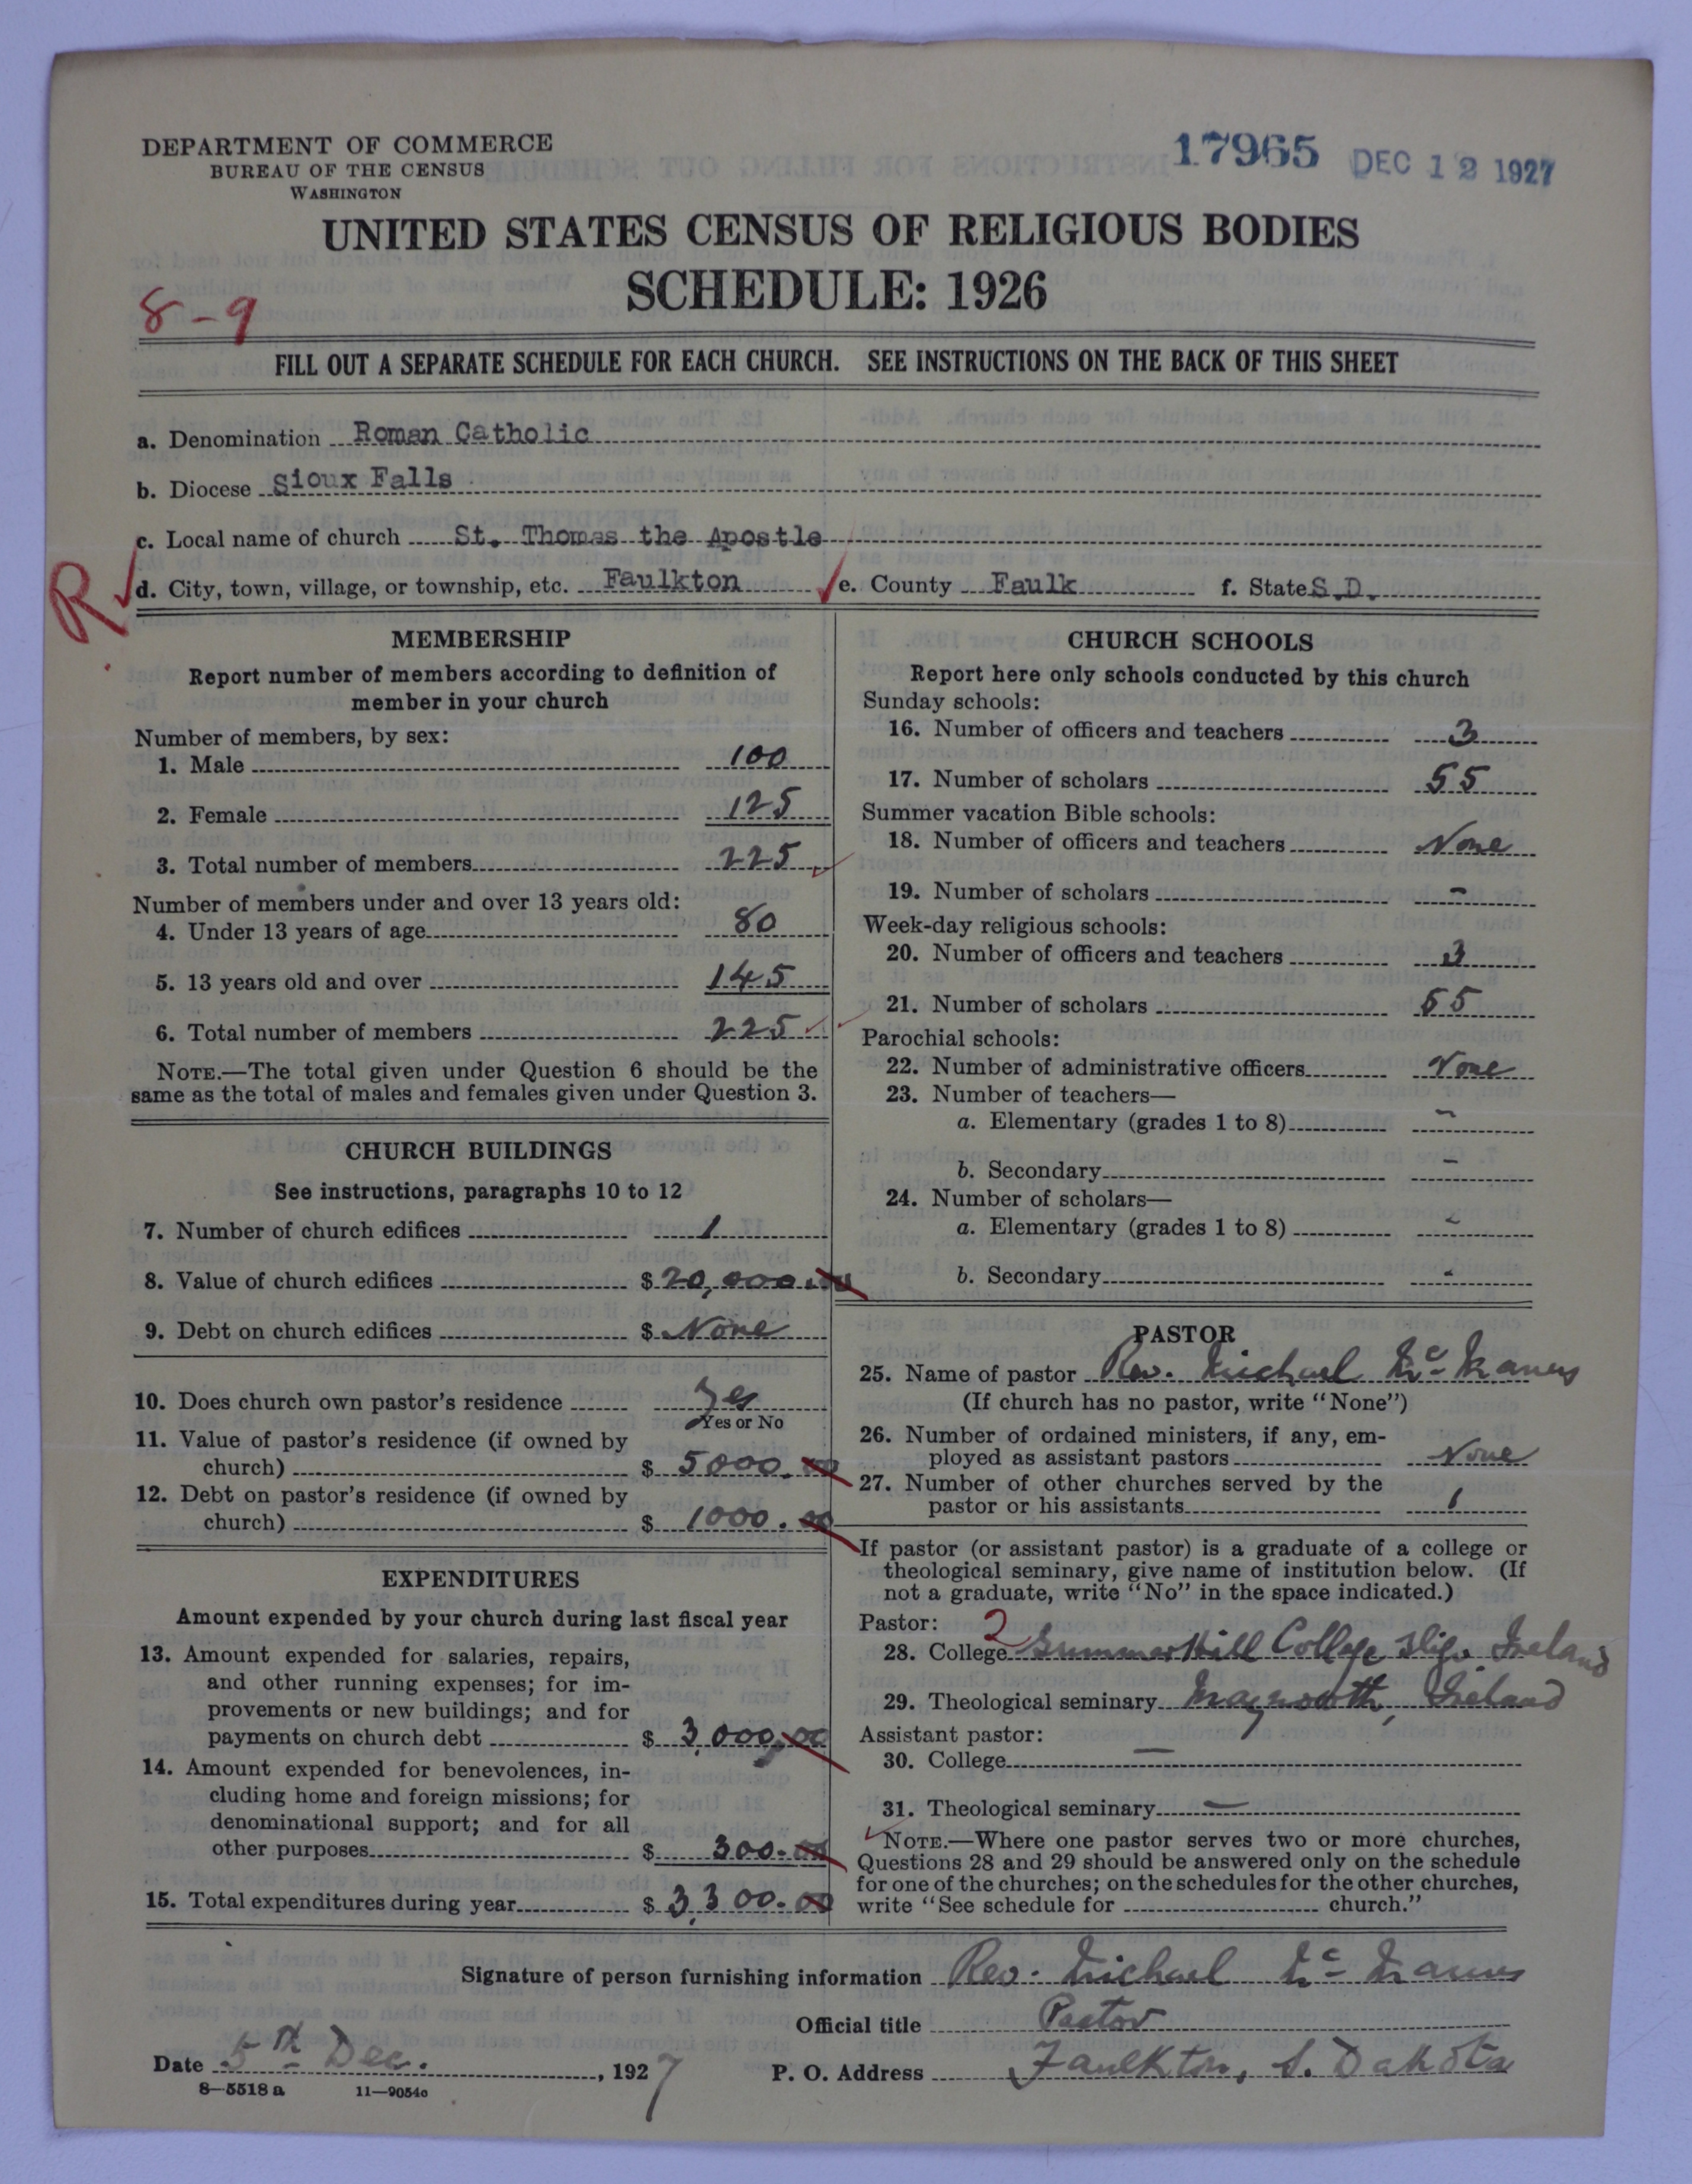 DEPARTMENT OF COMMERCE
BUREAU OF THE CENSUS
WASHINGTON
17965 DEC 12 1927
UNITED STATES CENSUS OF RELIGIOUS BODIES
SCHEDULE: 1926
8-9
FILL OUT A SEPARATE SCHEDULE FOR EACH CHURCH. SEE INSTRUCTIONS ON THE BACK OF THIS SHEET
a. Denomination Roman Catholic
b. Diocese Sioux Falls
c. Local name of church St. Thomas the Apostle
R
d. City, town, village, or township, etc. Faulkton e. County Faulk f. State S.D.
MEMBERSHIP
Report number of members according to definition of
member in your church
Number of members, by sex:
1. Male 100
2. Female 125
3. Total number of members 225
Number of members under and over 13 years old:
4. Under 13 years of age 80
5. 13 years old and over 145
6. Total number of members 225
NOTE.—The total given under Question 6 should be the
same as the total of males and females given under Question 3.
CHURCH BUILDINGS
See instructions, paragraphs 10 to 12
7. Number of church edifices 1
8. Value of church edifices $ 20,000.00
9. Debt on church edifices $ None
10. Does church own pastor's residence Yes
Yes or No
11. Value of pastor's residence (if owned by
church) $ 5000.00
12. Debt on pastor's residence (if owned by
church) $ 1000.00
EXPENDITURES
Amount expended by your church during last fiscal year
13. Amount expended for salaries, repairs,
and other running expenses; for im-
provements or new buildings; and for
payments on church debt $ 3,000.00
14. Amount expended for benevolences, in-
cluding home and foreign missions; for
denominational support; and for all
other purposes $ 300.00
15. Total expenditures during year $ 3,300.00
CHURCH SCHOOLS
Report here only schools conducted by this church
Sunday schools:
16. Number of officers and teachers 3
17. Number of scholars 55
Summer vacation Bible schools:
18. Number of officers and teachers None
19. Number of scholars -
Week-day religious schools:
20. Number of officers and teachers 3
21. Number of scholars 55
Parochial schools:
22. Number of administrative officers None
23. Number of teachers—
a. Elementary (grades 1 to 8) -
b. Secondary -
24. Number of scholars—
a. Elementary (grades 1 to 8) -
b. Secondary -
PASTOR
25. Name of pastor Rev. Michael McManus
(If church has no pastor, write "None")
26. Number of ordained ministers, if any, em-
ployed as assistant pastors None
27. Number of other churches served by the
pastor or his assistants 1
If pastor (or assistant pastor) is a graduate of a college or
theological seminary, give name of institution below. (If
not a graduate, write "No" in the space indicated.)
Pastor: 2
28. College Summerhill College Sligo Ireland
29. Theological seminary Maynooth, Ireland
Assistant pastor:
30. College —
31. Theological seminary —
NOTE.—Where one pastor serves two or more churches,
Questions 28 and 29 should be answered only on the schedule
for one of the churches; on the schedules for the other churches,
write "See schedule for church."
Signature of person furnishing information Rev. Michael McManus
Official title Pastor
Date 5th Dec. , 1927 P. O. Address Faulkton, S. Dakota
8-5518 a 11-9054c